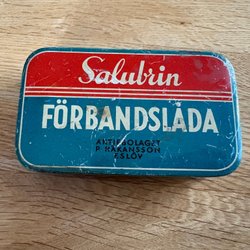 Salubrin
FÖRBANDSLÅDA
AKTIEBOLAGET
P. HÅKANSSON
ESLÖV